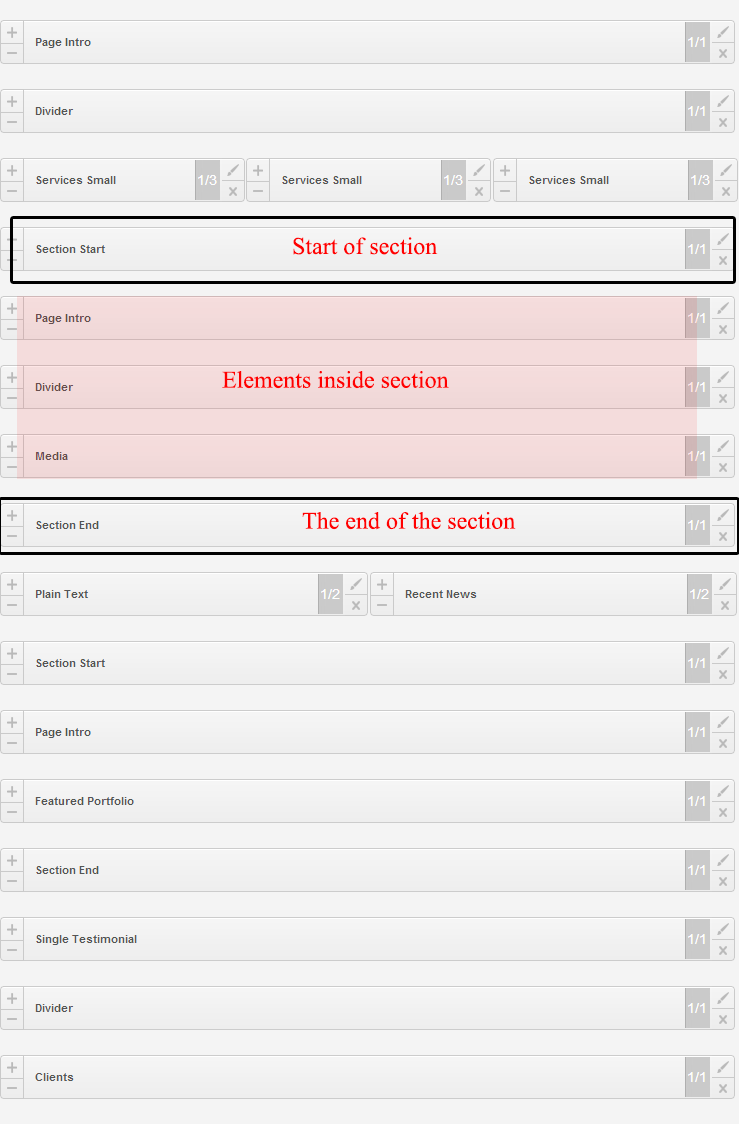 Page Intro 1/1
Divider 1/1
Services Small 1/3 Services Small 1/3 Services Small 1/3
Section Start Start of section 1/1
Page Intro 1/1
Divider Elements inside section 1/1
Media 1/1
Section End The end of the section 1/1
Plain Text 1/2 Recent News 1/2
Section Start 1/1
Page Intro 1/1
Featured Portfolio 1/1
Section End 1/1
Single Testimonial 1/1
Divider 1/1
Clients 1/1